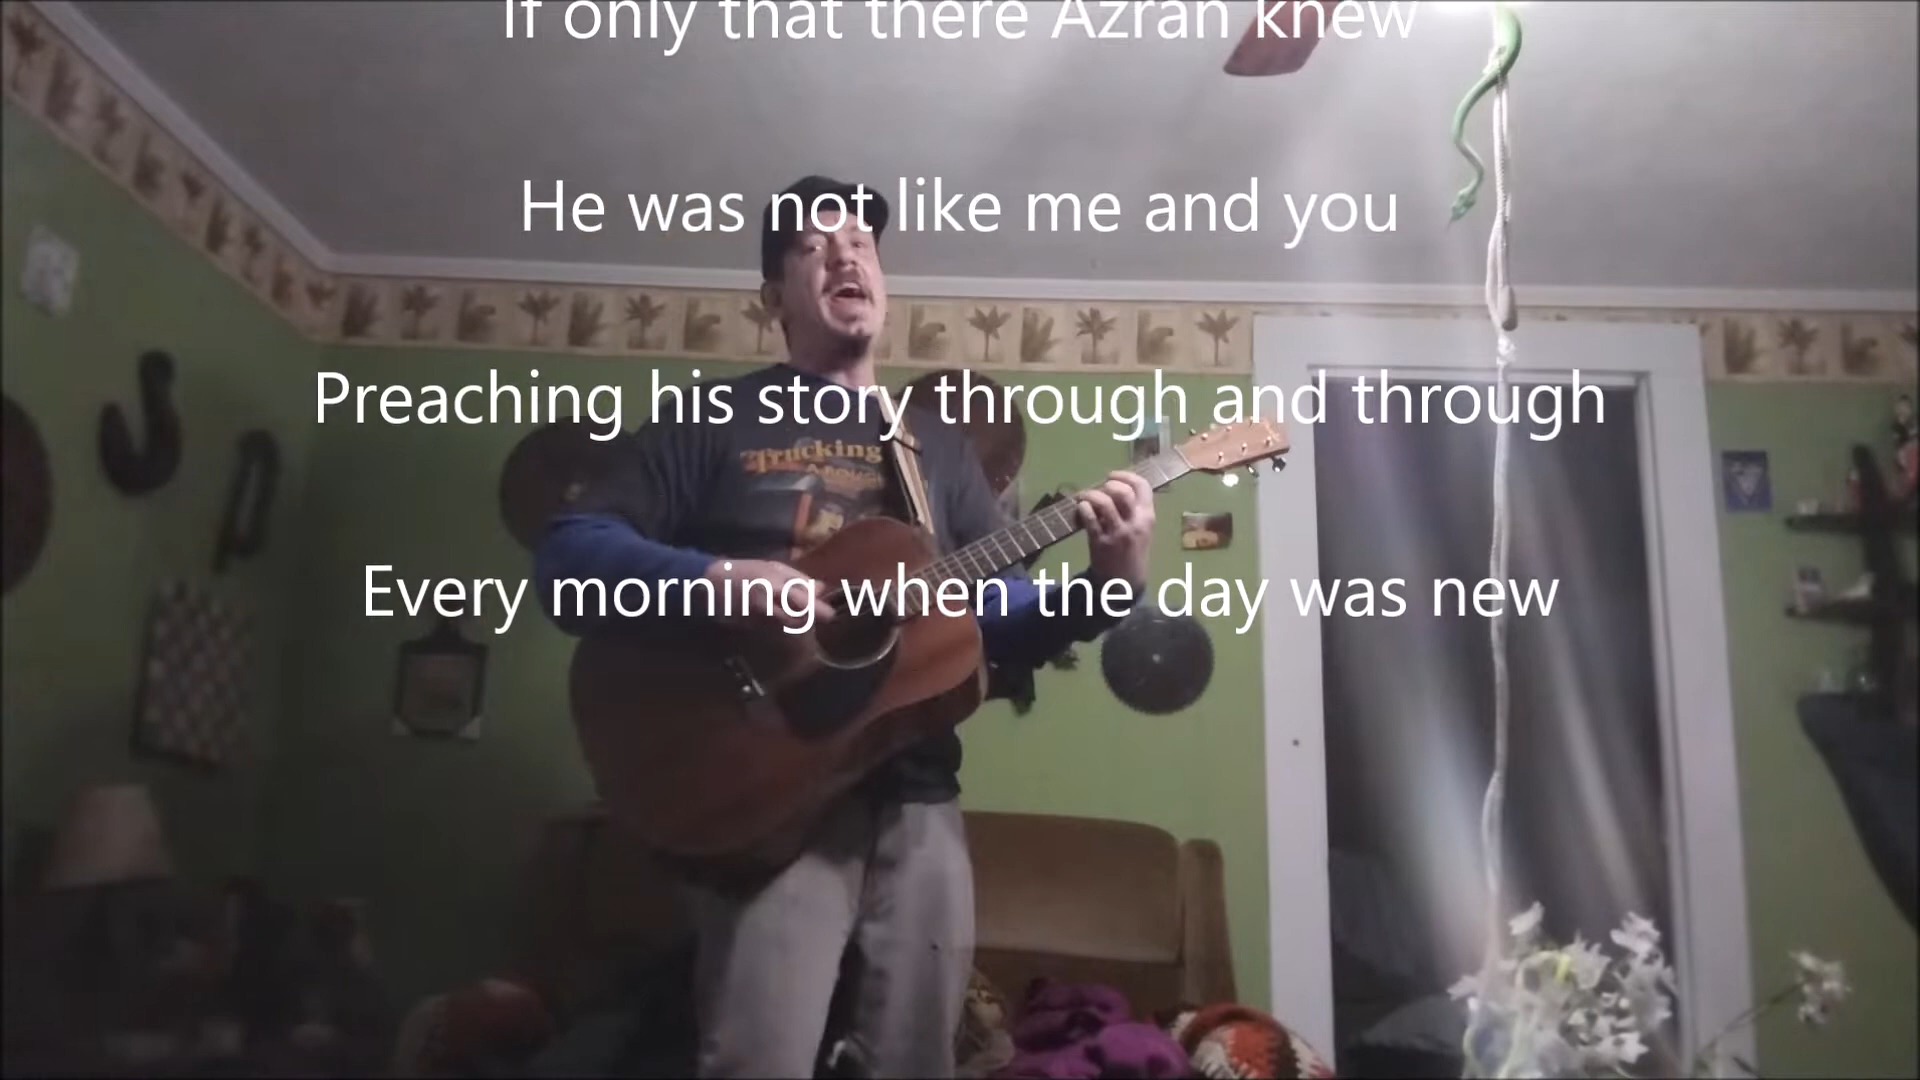 If only that there Azran knew
He was not like me and you
Preaching his story through and through
Trucking
Every morning when the day was new